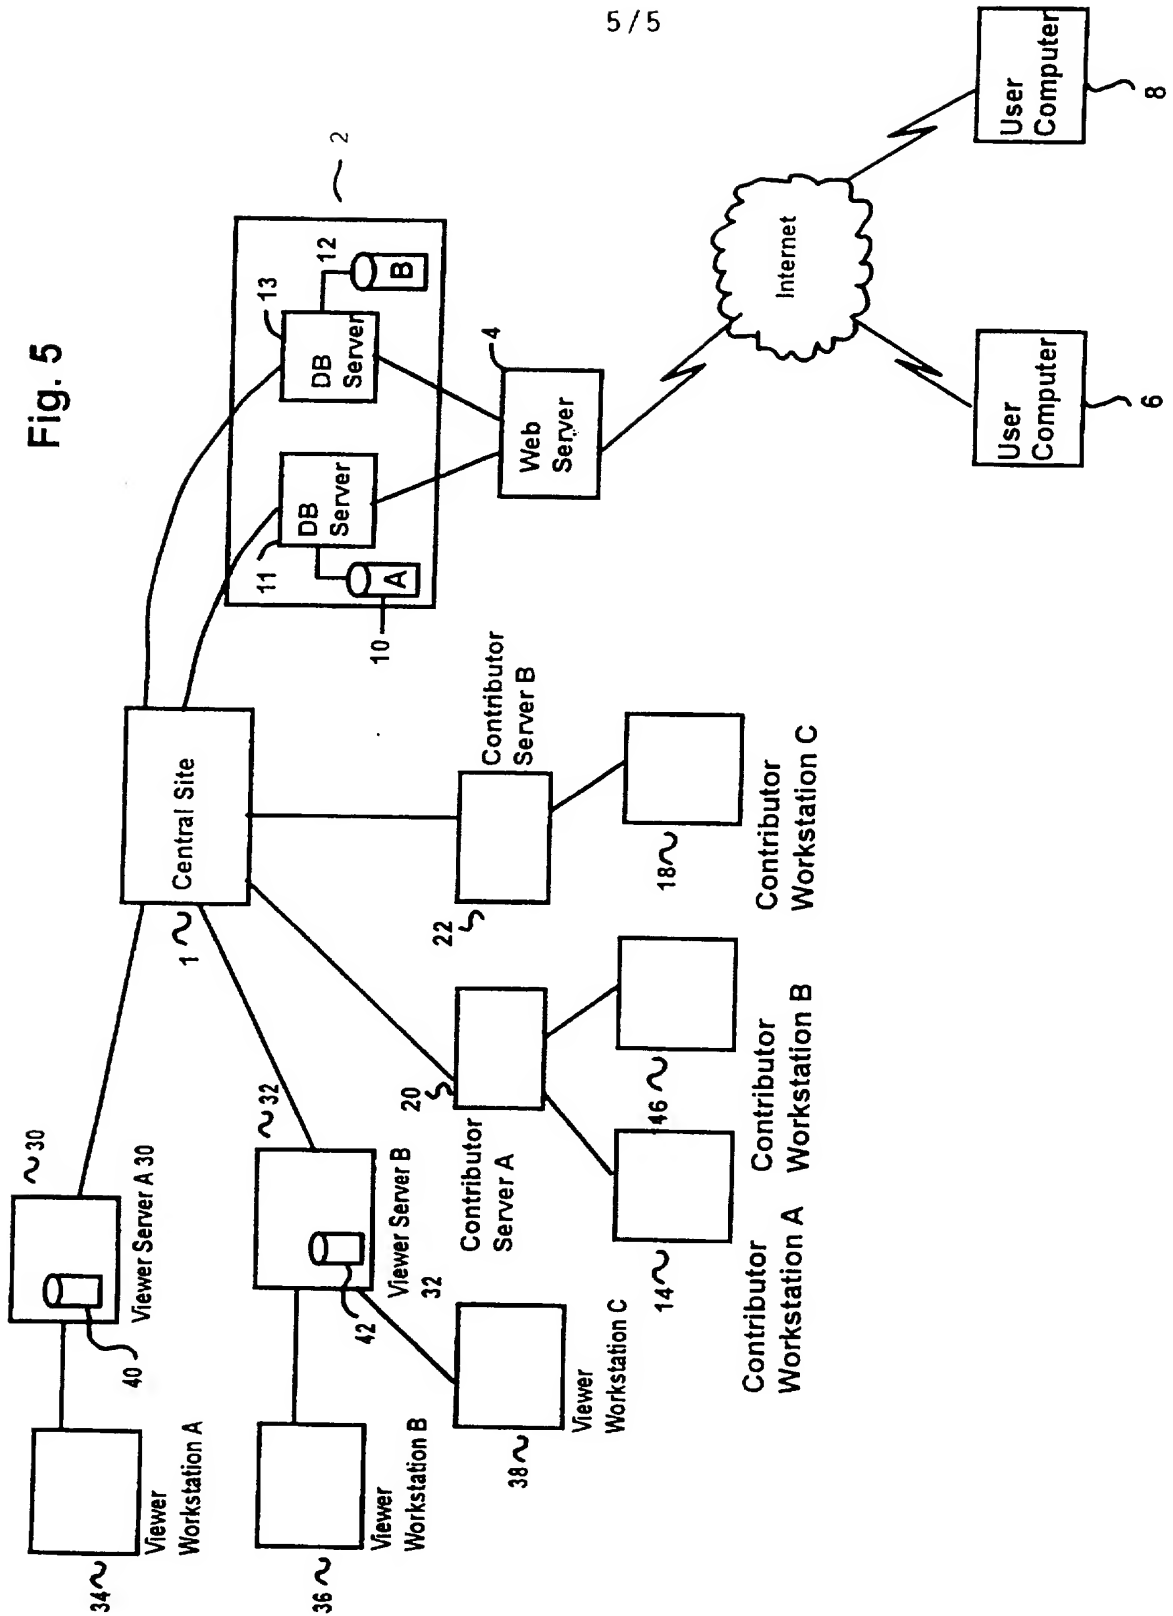 5/5
Fig. 5
2
13
12
DB
Server
B
11
DB
Server
A
10
4
Web
Server
Internet
User
Computer
8
User
Computer
6
Central Site
1
30
Viewer Server A 30
40
34
Viewer
Workstation A
32
Viewer Server B
32
42
36
Viewer
Workstation B
38
Viewer
Workstation C
20
Contributor
Server A
22
Contributor
Server B
14
Contributor
Workstation A
146
Contributor
Workstation B
18
Contributor
Workstation C